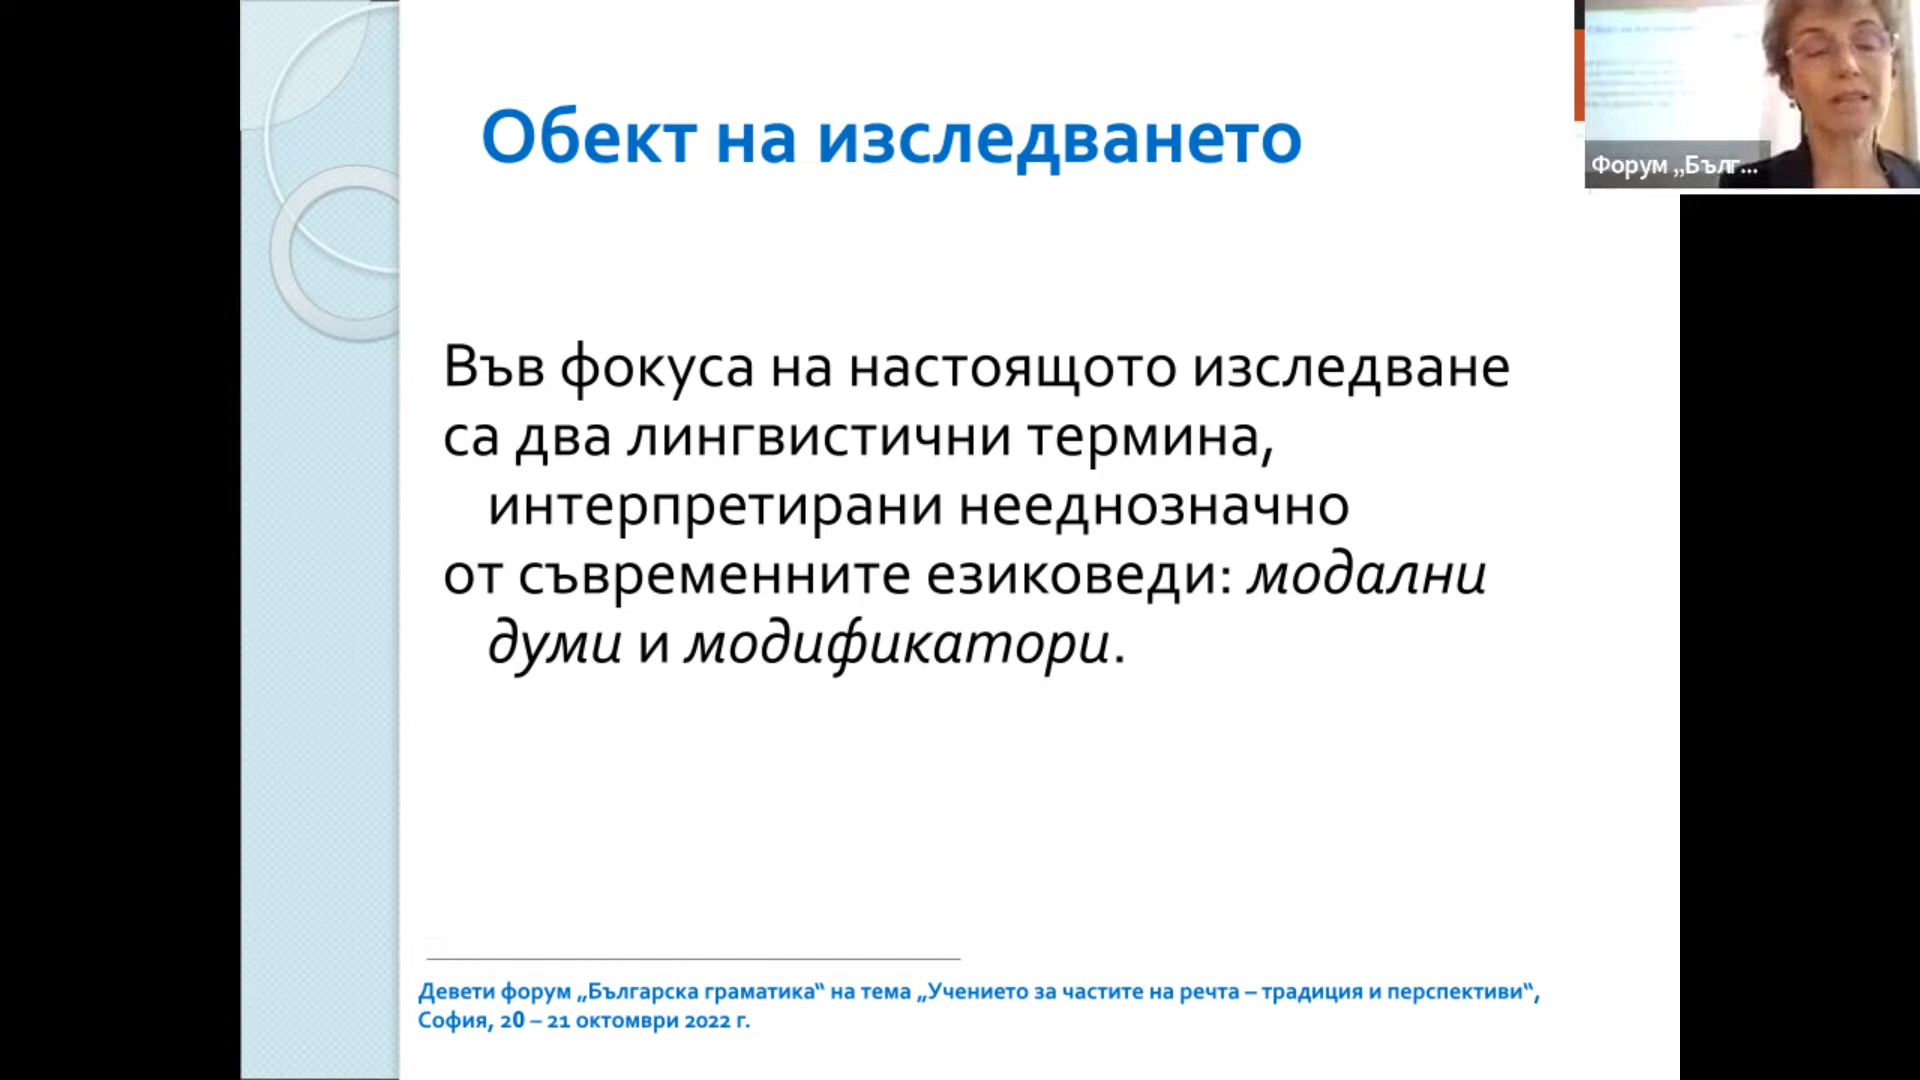 Обект на изследването
Форум „Бълг...
Във фокуса на настоящото изследване
са два лингвистични термина,
интерпретирани нееднозначно
от съвременните езиковеди: модални
думи и модификатори.
Девети форум „Българска граматика“ на тема „Учението за частите на речта – традиция и перспективи“,
София, 20 – 21 октомври 2022 г.